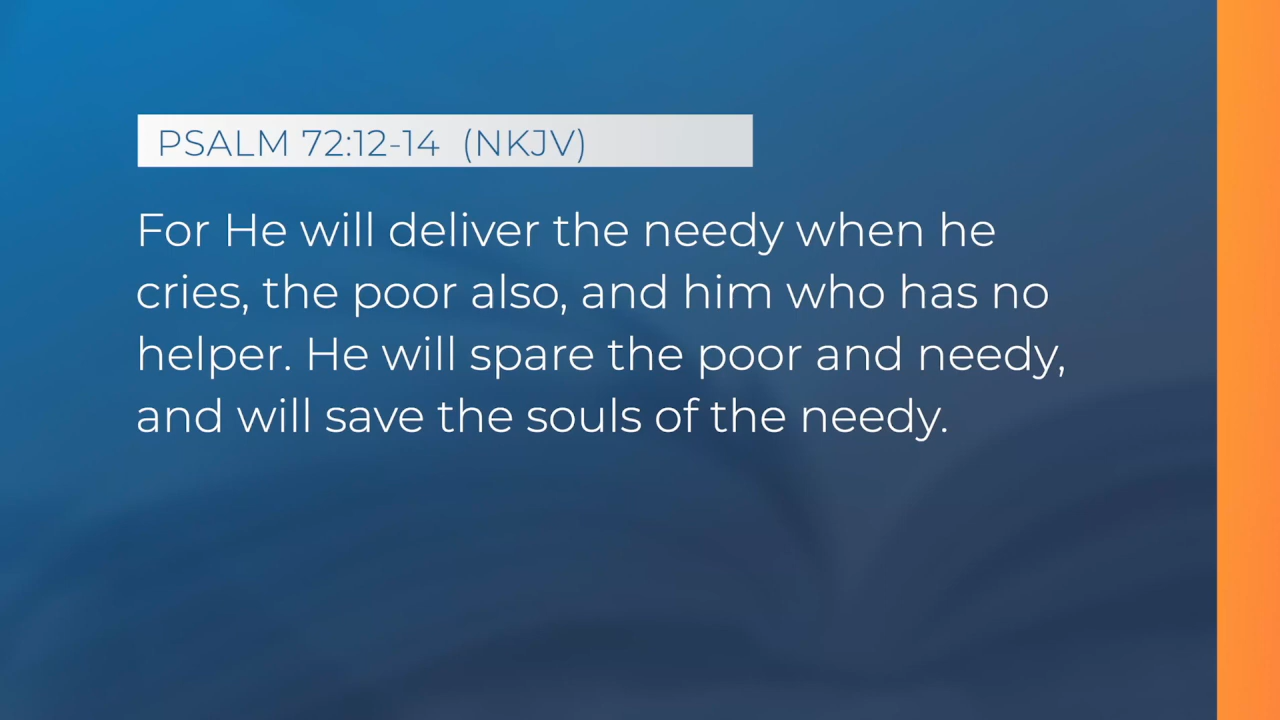 PSALM 72:12-14 (NKJV)
For He will deliver the needy when he
cries, the poor also, and him who has no
helper. He will spare the poor and needy,
and will save the souls of the needy.